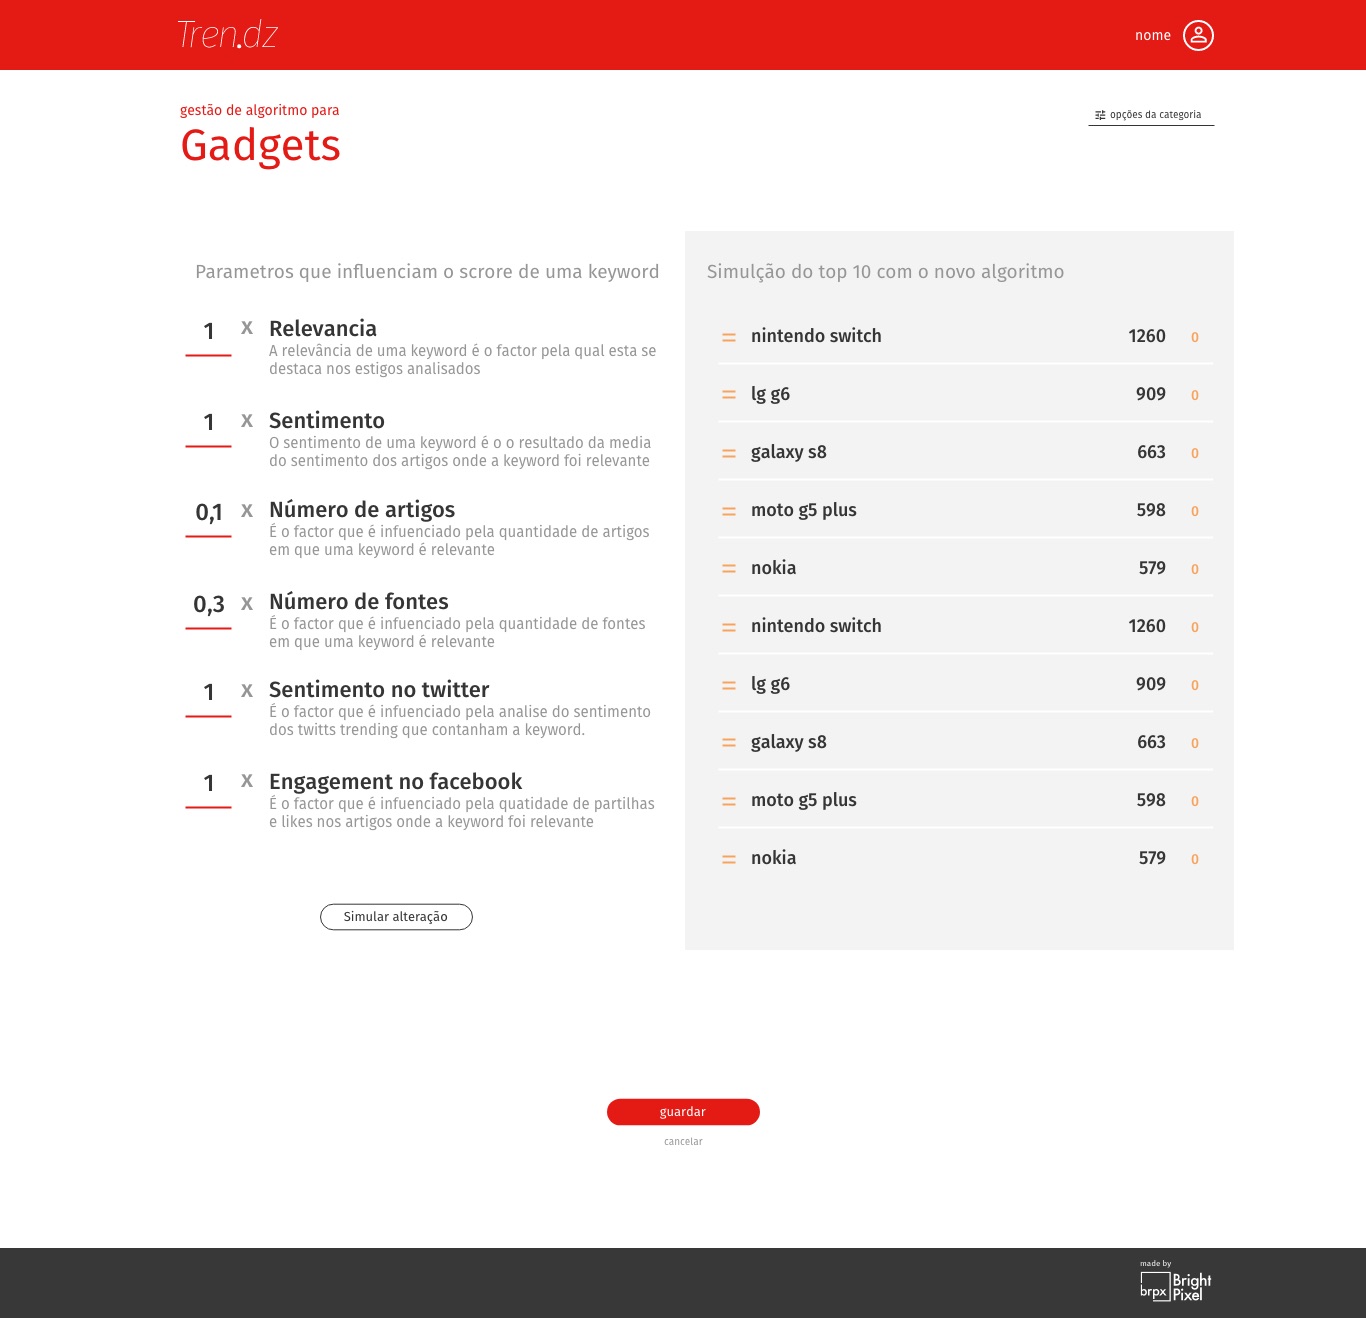 Tren.dz
nome
gestão de algoritmo para
Gadgets
opções da categoria
Parametros que influenciam o scrore de uma keyword
1 x Relevancia
A relevância de uma keyword é o factor pela qual esta se
destaca nos estigos analisados
1 x Sentimento
O sentimento de uma keyword é o o resultado da media
do sentimento dos artigos onde a keyword foi relevante
0,1 x Número de artigos
É o factor que é infuenciado pela quantidade de artigos
em que uma keyword é relevante
0,3 x Número de fontes
É o factor que é infuenciado pela quantidade de fontes
em que uma keyword é relevante
1 x Sentimento no twitter
É o factor que é infuenciado pela analise do sentimento
dos twitts trending que contanham a keyword.
1 x Engagement no facebook
É o factor que é infuenciado pela quatidade de partilhas
e likes nos artigos onde a keyword foi relevante
Simular alteração
Simulção do top 10 com o novo algoritmo
= nintendo switch 1260 0
= lg g6 909 0
= galaxy s8 663 0
= moto g5 plus 598 0
= nokia 579 0
= nintendo switch 1260 0
= lg g6 909 0
= galaxy s8 663 0
= moto g5 plus 598 0
= nokia 579 0
guardar
cancelar
made by
brpx Bright
Pixel